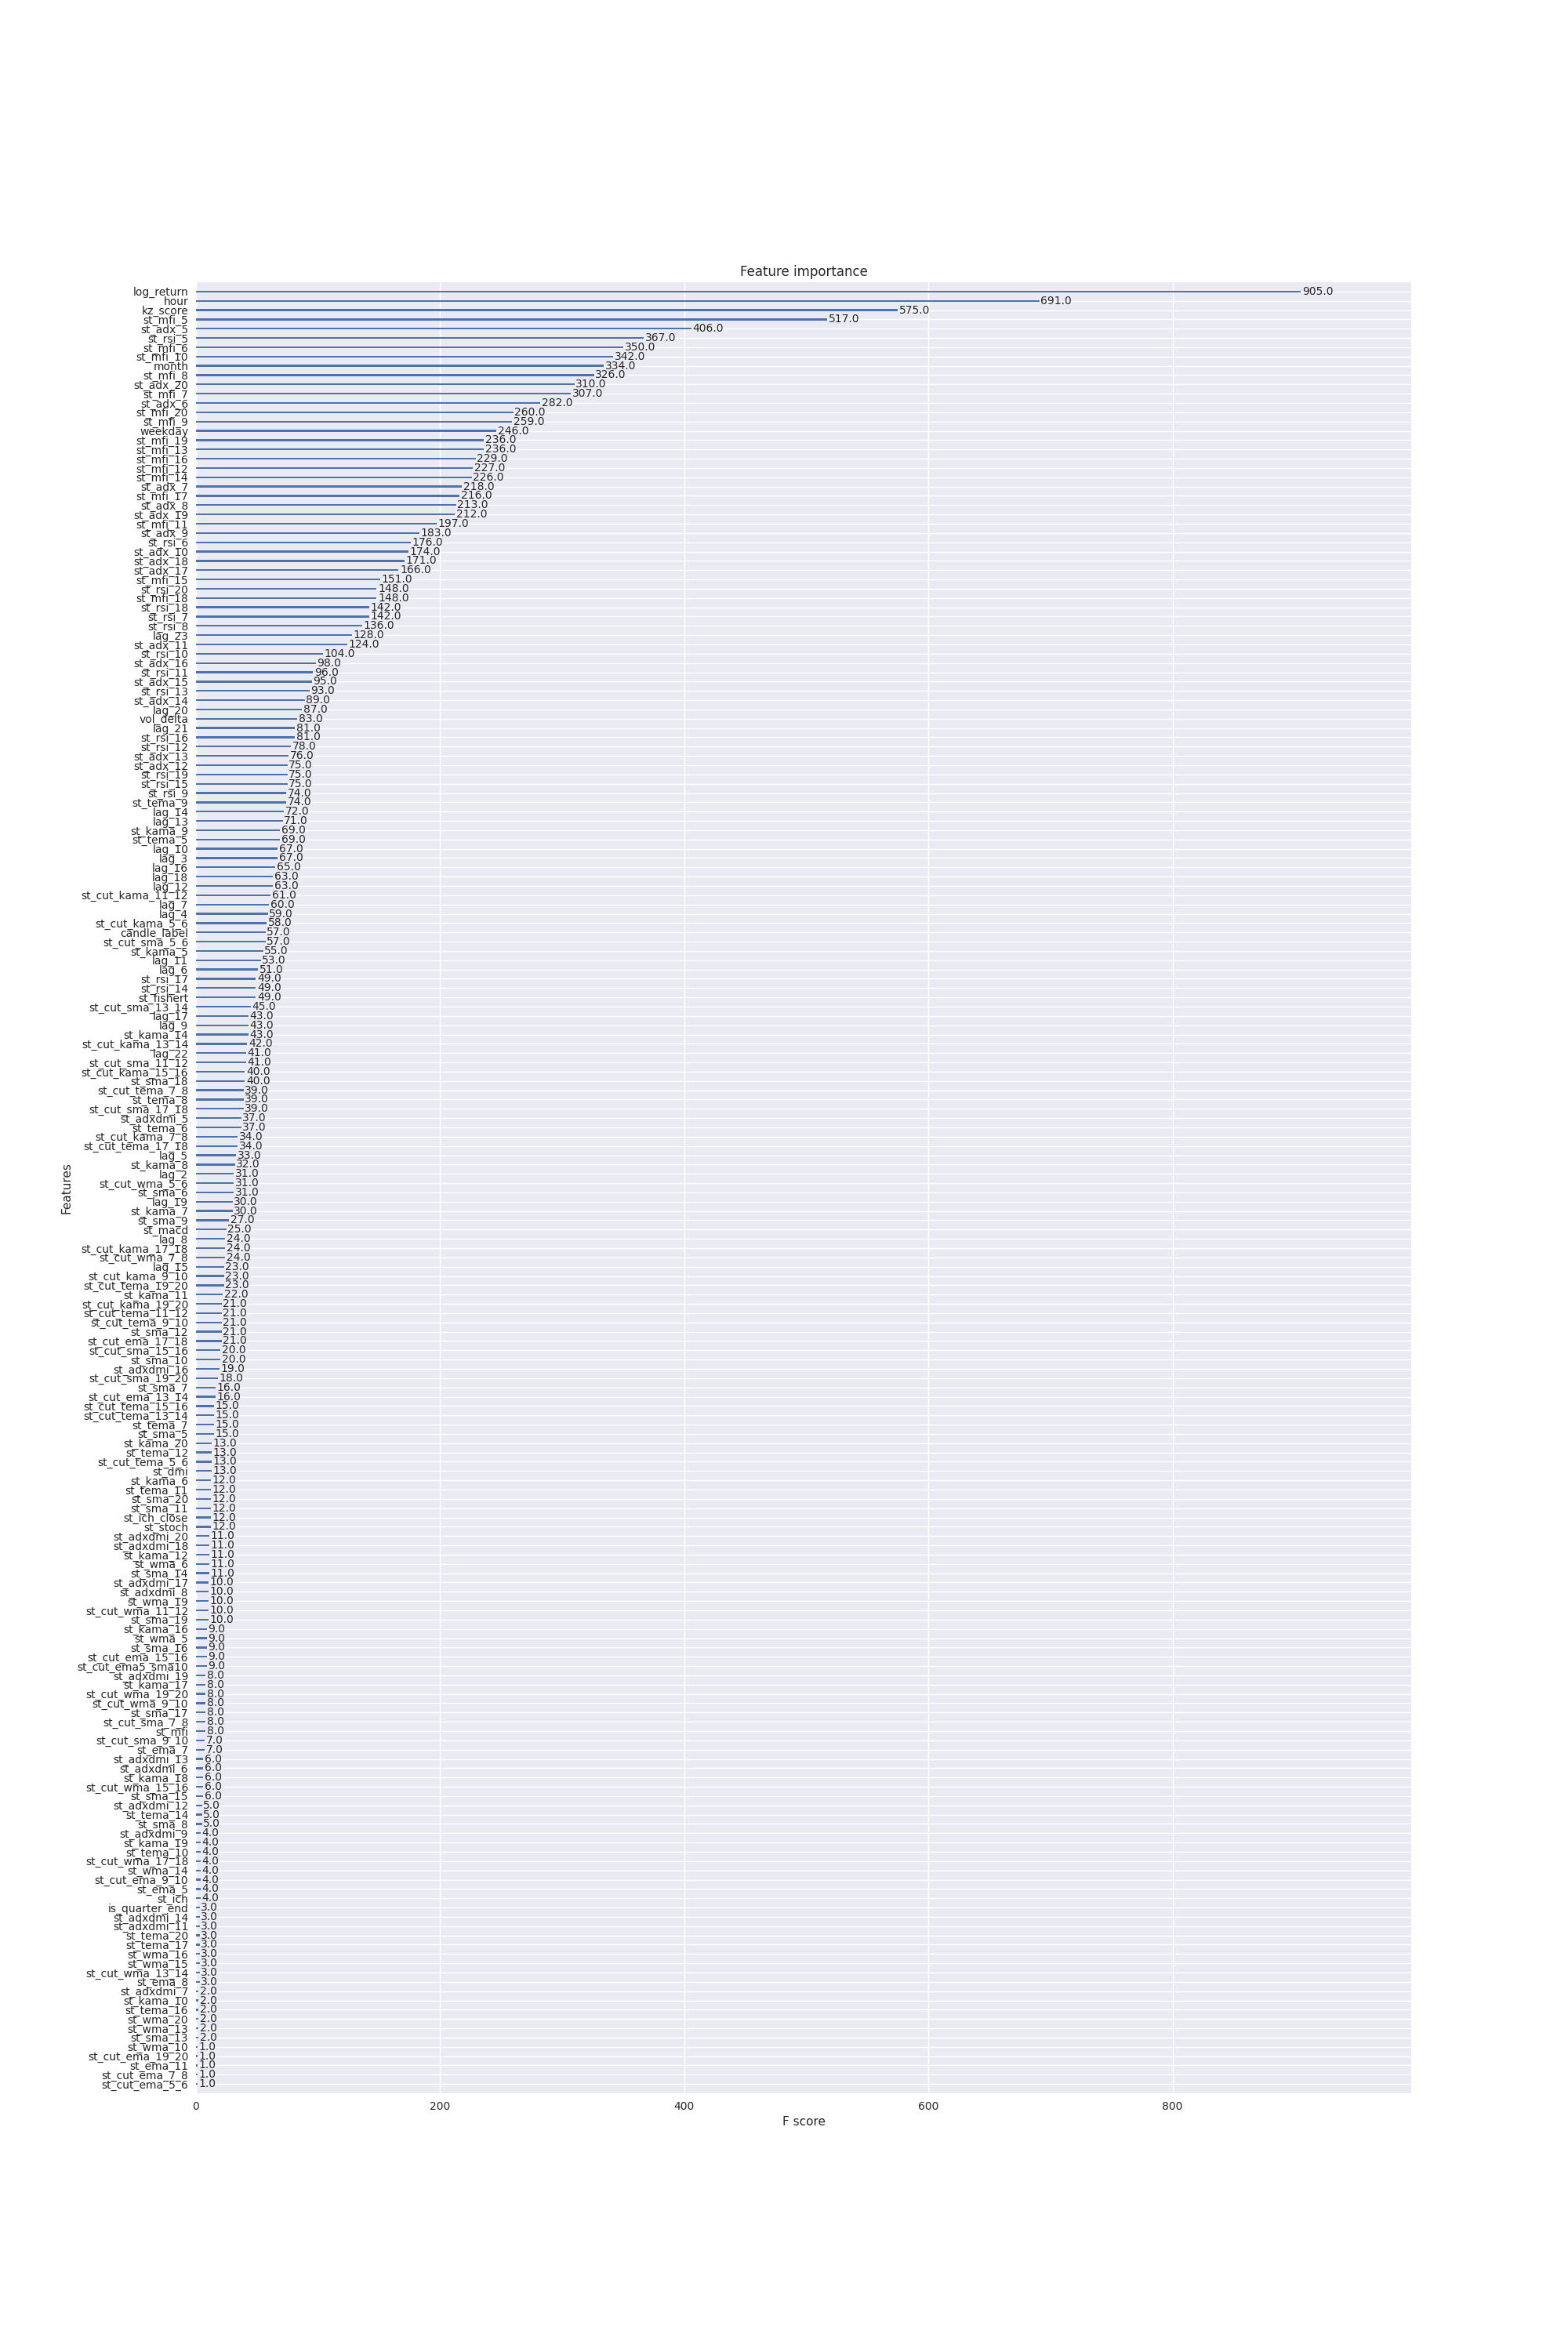 Feature importance
log_return 905.0
hour 691.0
kz_score 575.0
st_mfi_5 517.0
st_adx_5 406.0
st_rsi_5 367.0
st_mfi_6 350.0
st_mfi_10 342.0
month 334.0
st_mfi_8 326.0
st_adx_20 310.0
st_mfi_7 307.0
st_adx_6 282.0
st_mfi_20 260.0
st_mfi_9 259.0
weekday 246.0
st_mfi_19 236.0
st_mfi_13 236.0
st_mfi_16 229.0
st_mfi_12 227.0
st_mfi_14 226.0
st_adx_7 218.0
st_mfi_17 216.0
st_adx_8 213.0
st_adx_19 212.0
st_mfi_11 197.0
st_adx_9 183.0
st_rsi_6 176.0
st_adx_10 174.0
st_adx_18 171.0
st_adx_17 166.0
st_mfi_15 151.0
st_rsi_20 148.0
st_mfi_18 148.0
st_rsi_18 142.0
st_rsi_7 142.0
st_rsi_8 136.0
lag_23 128.0
st_adx_11 124.0
st_rsi_10 104.0
st_adx_16 98.0
st_rsi_11 96.0
st_adx_15 95.0
st_rsi_13 93.0
st_adx_14 89.0
lag_20 87.0
vol_delta 83.0
lag_21 81.0
st_rsi_16 81.0
st_rsi_12 78.0
st_adx_13 76.0
st_adx_12 75.0
st_rsi_19 75.0
st_rsi_15 75.0
st_rsi_9 74.0
st_tema_9 74.0
lag_14 72.0
lag_13 71.0
st_kama_9 69.0
st_tema_5 69.0
lag_10 67.0
lag_3 67.0
lag_16 65.0
lag_18 63.0
lag_12 63.0
st_cut_kama_11_12 61.0
lag_7 60.0
lag_4 59.0
st_cut_kama_5_6 58.0
candle_label 57.0
st_cut_sma_5_6 57.0
st_kama_5 55.0
lag_11 53.0
lag_6 51.0
st_rsi_17 49.0
st_rsi_14 49.0
st_fishert 49.0
st_cut_sma_13_14 45.0
lag_17 43.0
lag_9 43.0
st_kama_14 43.0
st_cut_kama_13_14 42.0
lag_22 41.0
st_cut_sma_11_12 41.0
st_cut_kama_15_16 40.0
st_sma_18 40.0
st_cut_tema_7_8 39.0
st_tema_8 39.0
st_cut_sma_17_18 39.0
st_adxdmi_5 37.0
st_tema_6 37.0
st_cut_kama_7_8 34.0
st_cut_tema_17_18 34.0
lag_5 33.0
st_kama_8 32.0
lag_2 31.0
st_cut_wma_5_6 31.0
st_sma_6 31.0
lag_19 30.0
st_kama_7 30.0
st_sma_9 27.0
st_macd 25.0
lag_8 24.0
st_cut_kama_17_18 24.0
st_cut_wma_7_8 24.0
lag_15 23.0
st_cut_kama_9_10 23.0
st_cut_tema_19_20 23.0
st_kama_11 22.0
st_cut_kama_19_20 21.0
st_cut_tema_11_12 21.0
st_cut_tema_9_10 21.0
st_sma_12 21.0
st_cut_ema_17_18 21.0
st_cut_sma_15_16 20.0
st_sma_10 20.0
st_adxdmi_16 19.0
st_cut_sma_19_20 18.0
st_sma_7 16.0
st_cut_ema_13_14 16.0
st_cut_tema_15_16 15.0
st_cut_tema_13_14 15.0
st_tema_7 15.0
st_sma_5 15.0
st_kama_20 13.0
st_tema_12 13.0
st_cut_tema_5_6 13.0
st_dmi 13.0
st_kama_6 12.0
st_tema_11 12.0
st_sma_20 12.0
st_sma_11 12.0
st_ich_close 12.0
st_stoch 12.0
st_adxdmi_20 11.0
st_adxdmi_18 11.0
st_kama_12 11.0
st_wma_6 11.0
st_sma_14 11.0
st_adxdmi_17 10.0
st_adxdmi_8 10.0
st_wma_19 10.0
st_cut_wma_11_12 10.0
st_sma_19 10.0
st_kama_16 9.0
st_wma_5 9.0
st_sma_16 9.0
st_cut_ema_15_16 9.0
st_cut_ema5_sma10 9.0
st_adxdmi_19 8.0
st_kama_17 8.0
st_cut_wma_19_20 8.0
st_cut_wma_9_10 8.0
st_sma_17 8.0
st_cut_sma_7_8 8.0
st_mfi 8.0
st_cut_sma_9_10 7.0
st_ema_7 7.0
st_adxdmi_13 6.0
st_adxdmi_6 6.0
st_kama_18 6.0
st_cut_wma_15_16 6.0
st_sma_15 6.0
st_adxdmi_12 5.0
st_tema_14 5.0
st_sma_8 5.0
st_adxdmi_9 4.0
st_kama_19 4.0
st_tema_10 4.0
st_cut_wma_17_18 4.0
st_wma_14 4.0
st_cut_ema_9_10 4.0
st_ema_5 4.0
st_ich 4.0
is_quarter_end 3.0
st_adxdmi_14 3.0
st_adxdmi_11 3.0
st_tema_20 3.0
st_tema_17 3.0
st_wma_16 3.0
st_wma_15 3.0
st_cut_wma_13_14 3.0
st_ema_8 3.0
st_adxdmi_7 2.0
st_kama_10 2.0
st_tema_16 2.0
st_wma_20 2.0
st_wma_13 2.0
st_sma_13 2.0
st_wma_10 1.0
st_cut_ema_19_20 1.0
st_ema_11 1.0
st_cut_ema_7_8 1.0
st_cut_ema_5_6 1.0
Features
0 200 400 600 800
F score